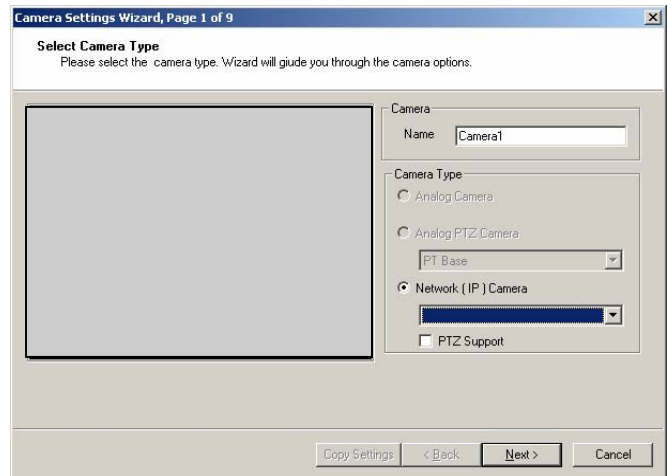 Camera Settings Wizard, Page 1 of 9
Select Camera Type
Please select the camera type. Wizard will giude you through the camera options.
Camera
Name Camera1
Camera Type
Analog Camera
Analog PTZ Camera
PT Base
Network ( IP ) Camera
PTZ Support
Copy Settings < Back Next > Cancel